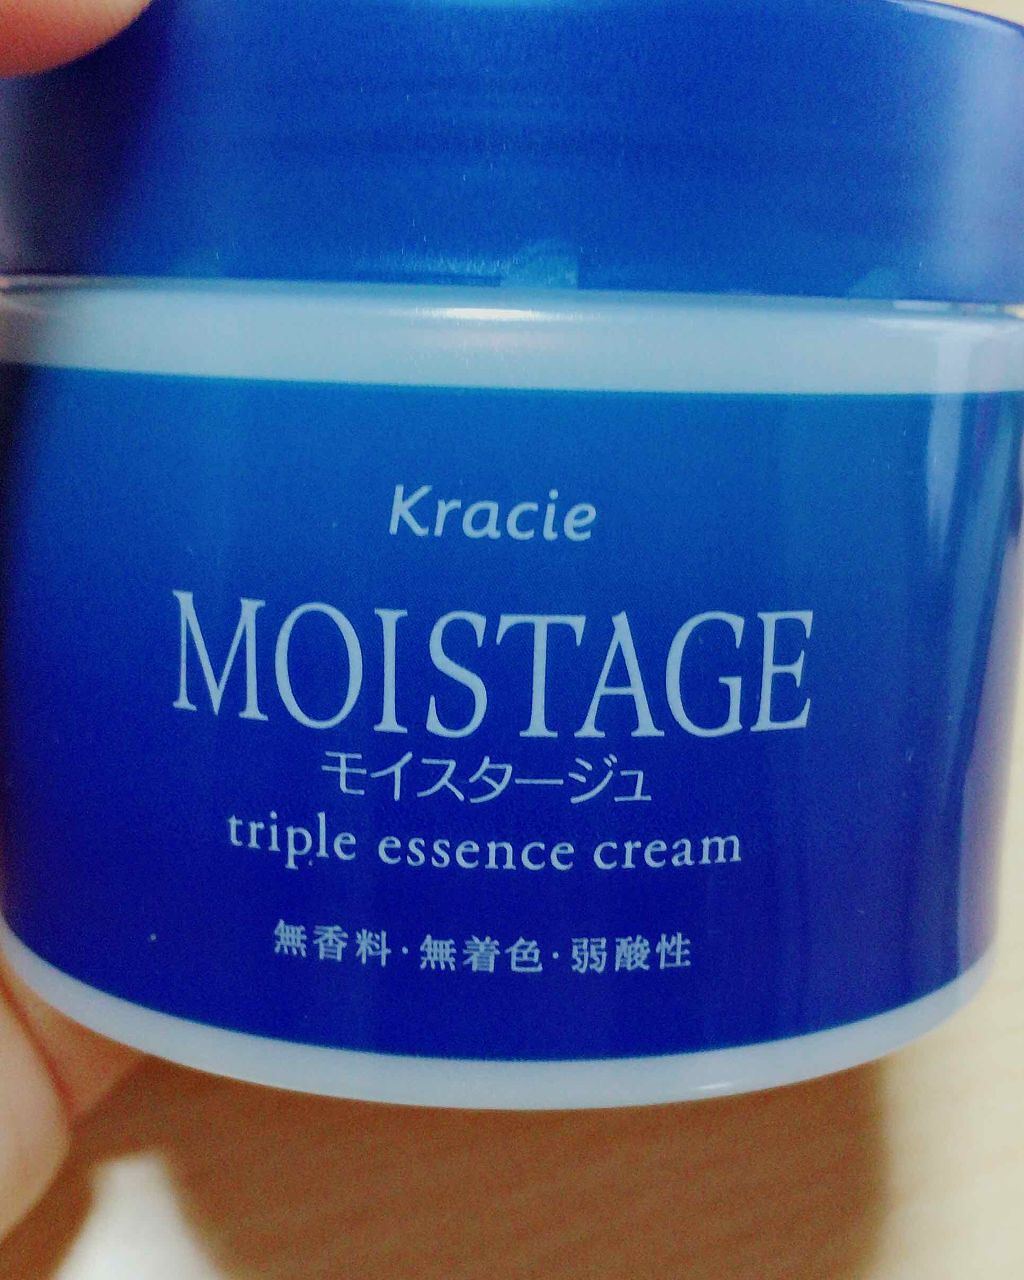 Kracie
MOISTAGE
モイスタージュ
triple essence cream
無香料·無着色·弱酸性